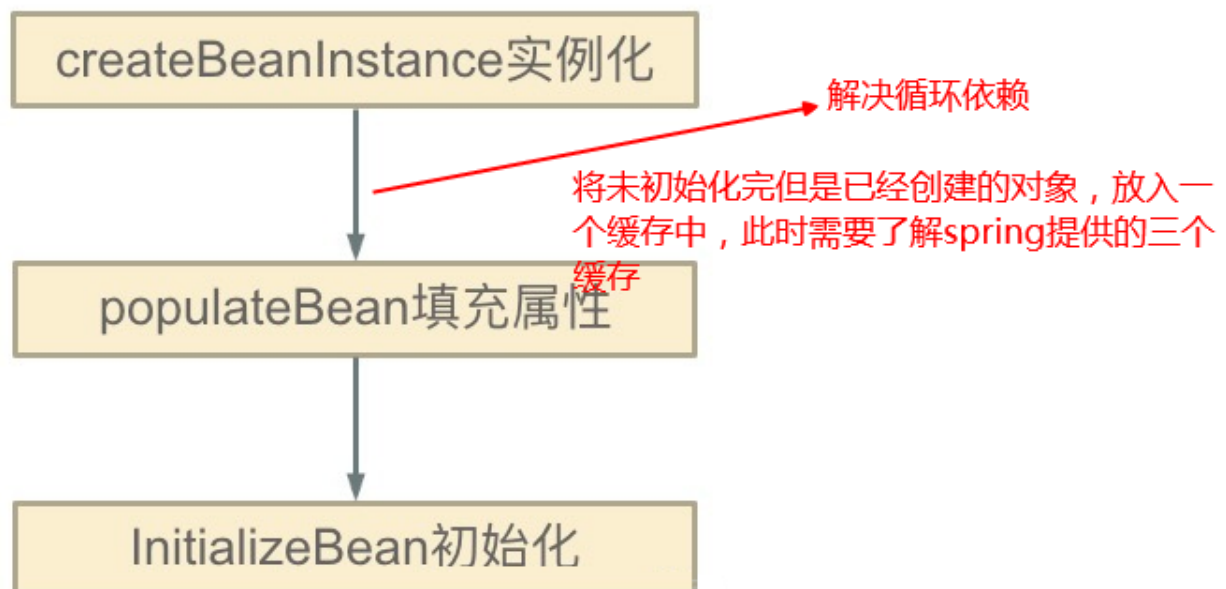 createBeanInstance实例化
解决循环依赖
将未初始化完但是已经创建的对象，放入一
个缓存中，此时需要了解spring提供的三个
缓存
populateBean填充属性
InitializeBean初始化